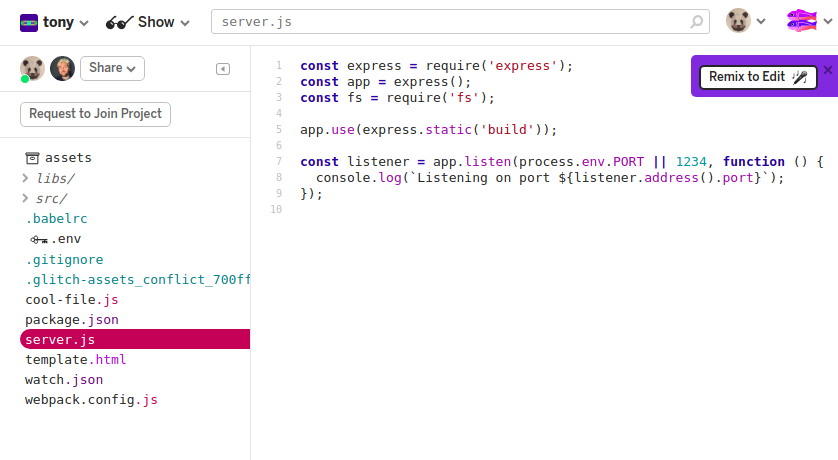 tony Show server.js
Share
Request to Join Project
assets
libs/
src/
.babelrc
.env
.gitignore
.glitch-assets_conflict_700ff
cool-file.js
package.json
server.js
template.html
watch.json
webpack.config.js
Remix to Edit
1 const express = require('express');
2 const app = express();
3 const fs = require('fs');
4
5 app.use(express.static('build'));
6
7 const listener = app.listen(process.env.PORT || 1234, function () {
8   console.log(`Listening on port ${listener.address().port}`);
9 });
10